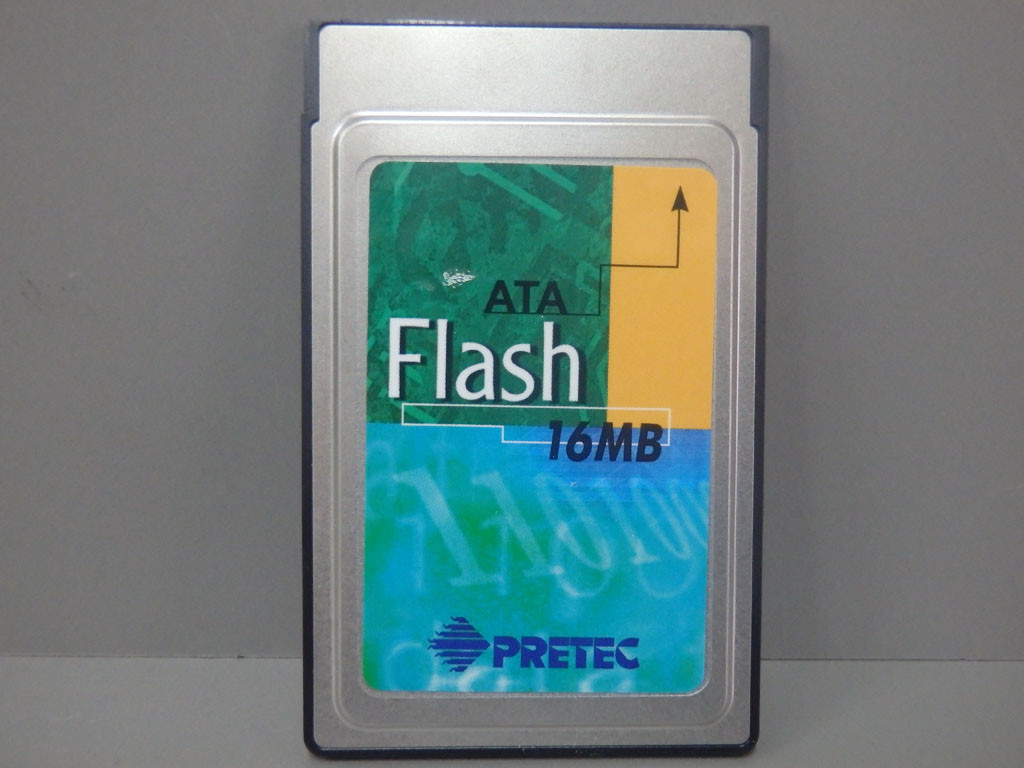 ATA
Flash
16MB
PRETEC